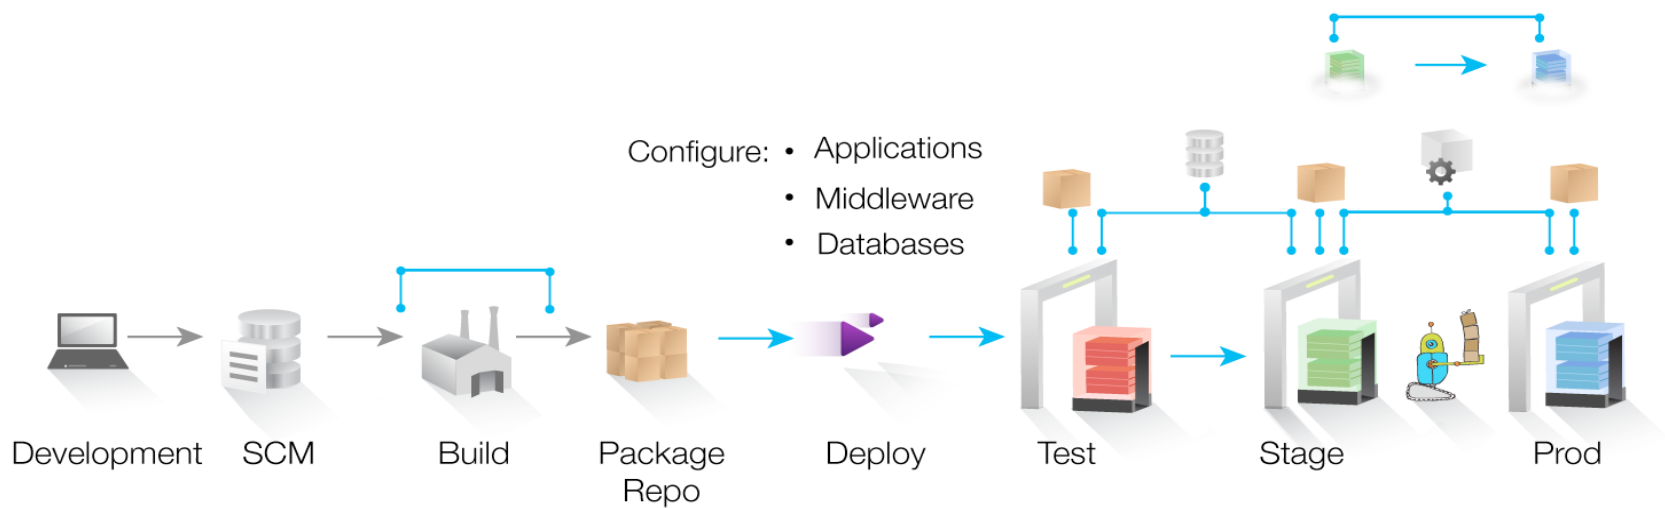 Configure: • Applications
• Middleware
• Databases
Development
SCM
Build
Package
Repo
Deploy
Test
Stage
Prod